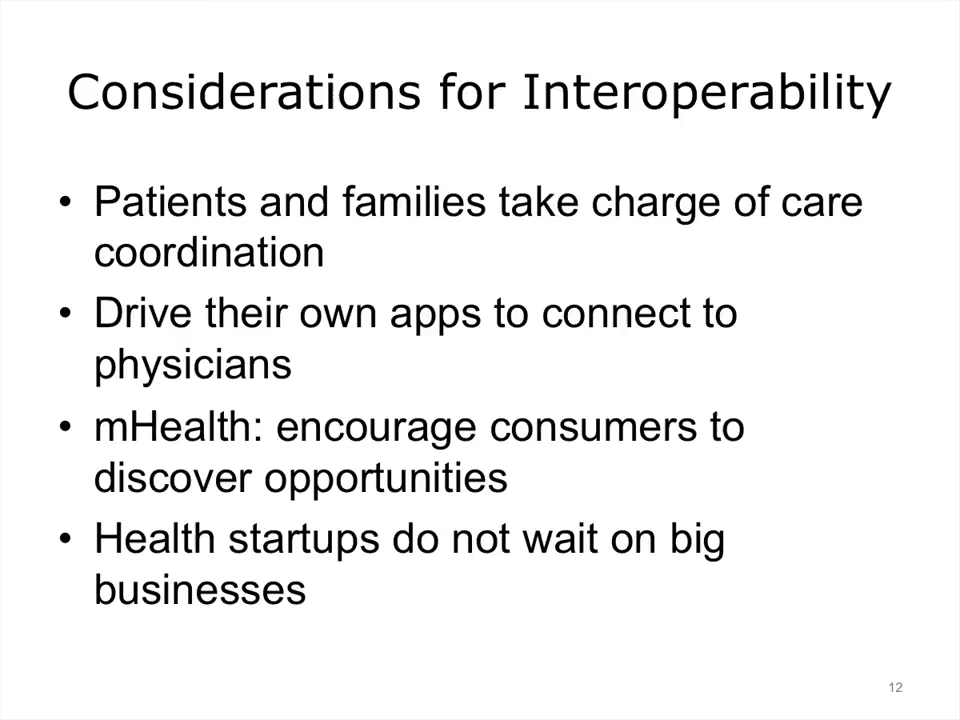 Considerations for Interoperability
• Patients and families take charge of care
coordination
• Drive their own apps to connect to
physicians
• mHealth: encourage consumers to
discover opportunities
• Health startups do not wait on big
businesses
12